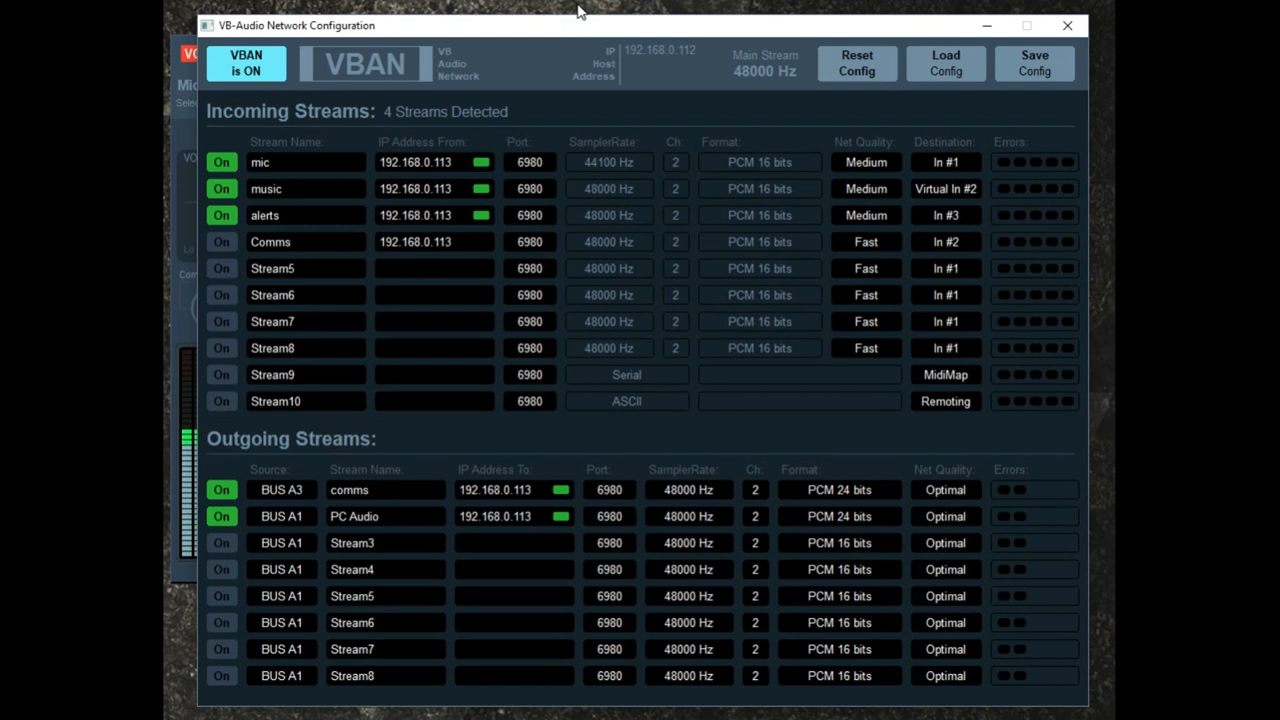 VB-Audio Network Configuration
VBAN is ON
VBAN
VB Audio Network
IP Host Address
192.168.0.112
Main Stream
48000 Hz
Reset Config
Load Config
Save Config
Incoming Streams: 4 Streams Detected
Stream Name: IP Address From: Port: SamplerRate: Ch: Format: Net Quality: Destination: Errors:
On mic 192.168.0.113 6980 44100 Hz 2 PCM 16 bits Medium In #1
On music 192.168.0.113 6980 48000 Hz 2 PCM 16 bits Medium Virtual In #2
On alerts 192.168.0.113 6980 48000 Hz 2 PCM 16 bits Medium In #3
On Comms 192.168.0.113 6980 48000 Hz 2 PCM 16 bits Fast In #2
On Stream5 6980 48000 Hz 2 PCM 16 bits Fast In #1
On Stream6 6980 48000 Hz 2 PCM 16 bits Fast In #1
On Stream7 6980 48000 Hz 2 PCM 16 bits Fast In #1
On Stream8 6980 48000 Hz 2 PCM 16 bits Fast In #1
On Stream9 6980 Serial MidiMap
On Stream10 6980 ASCII Remoting
Outgoing Streams:
Source: Stream Name: IP Address To: Port: SamplerRate: Ch: Format: Net Quality: Errors:
On BUS A3 comms 192.168.0.113 6980 48000 Hz 2 PCM 24 bits Optimal
On BUS A1 PC Audio 192.168.0.113 6980 48000 Hz 2 PCM 24 bits Optimal
On BUS A1 Stream3 6980 48000 Hz 2 PCM 16 bits Optimal
On BUS A1 Stream4 6980 48000 Hz 2 PCM 16 bits Optimal
On BUS A1 Stream5 6980 48000 Hz 2 PCM 16 bits Optimal
On BUS A1 Stream6 6980 48000 Hz 2 PCM 16 bits Optimal
On BUS A1 Stream7 6980 48000 Hz 2 PCM 16 bits Optimal
On BUS A1 Stream8 6980 48000 Hz 2 PCM 16 bits Optimal